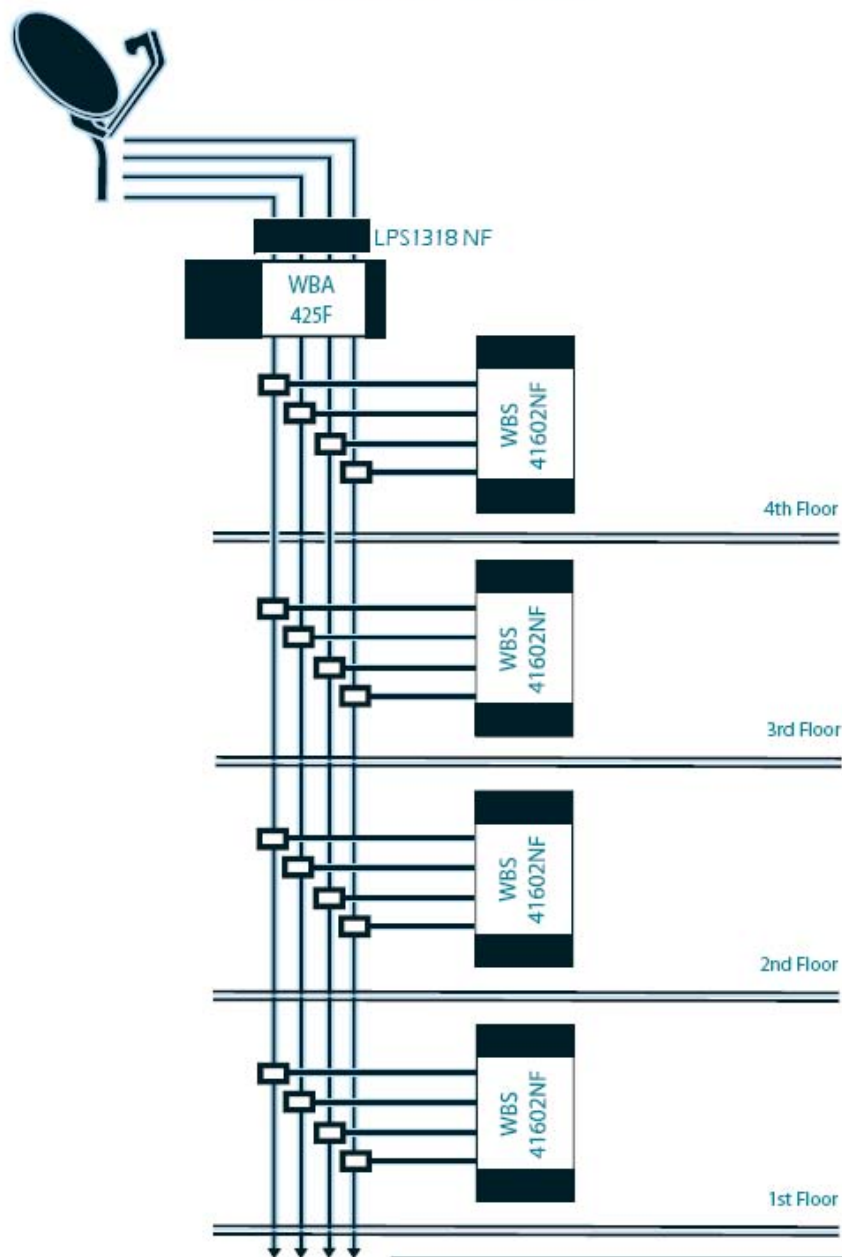 LPS1318 NF
WBA
425F
WBS
41602NF
4th Floor
WBS
41602NF
3rd Floor
WBS
41602NF
2nd Floor
WBS
41602NF
1st Floor